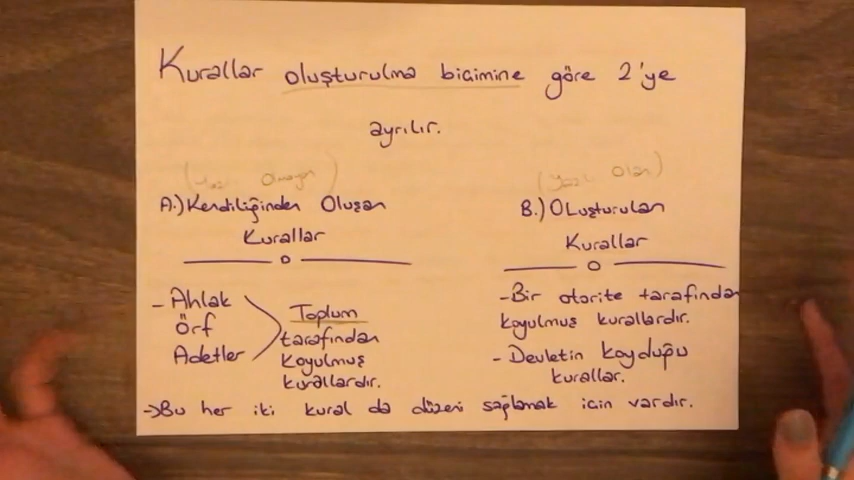 Kurallar oluşturulma biçimine göre 2'ye
ayrılır.
(Yazılı Olmayan)
A.) Kendiliğinden Oluşan
Kurallar
- Ahlak
Örf
Adetler
Toplum
tarafından
koyulmuş
kurallardır.
(Yazılı Olan)
B.) Oluşturulan
Kurallar
- Bir otorite tarafından
koyulmuş kurallardır.
- Devletin koyduğu
kurallar.
→Bu her iki kural da düzeni sağlamak için vardır.